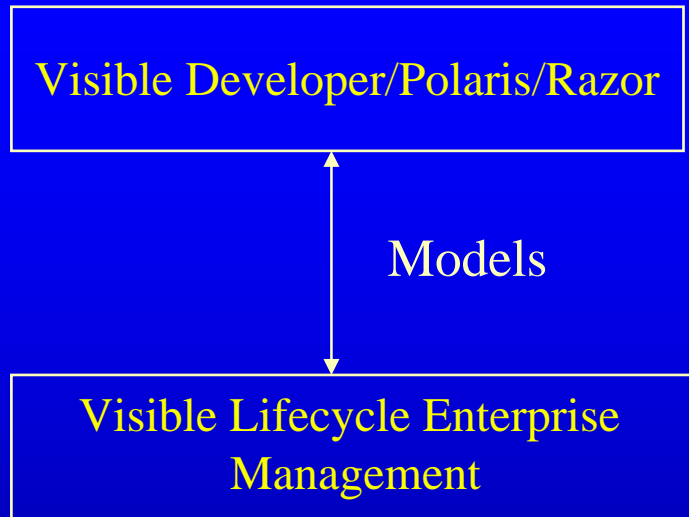 Visible Developer/Polaris/Razor
Models
Visible Lifecycle Enterprise
Management